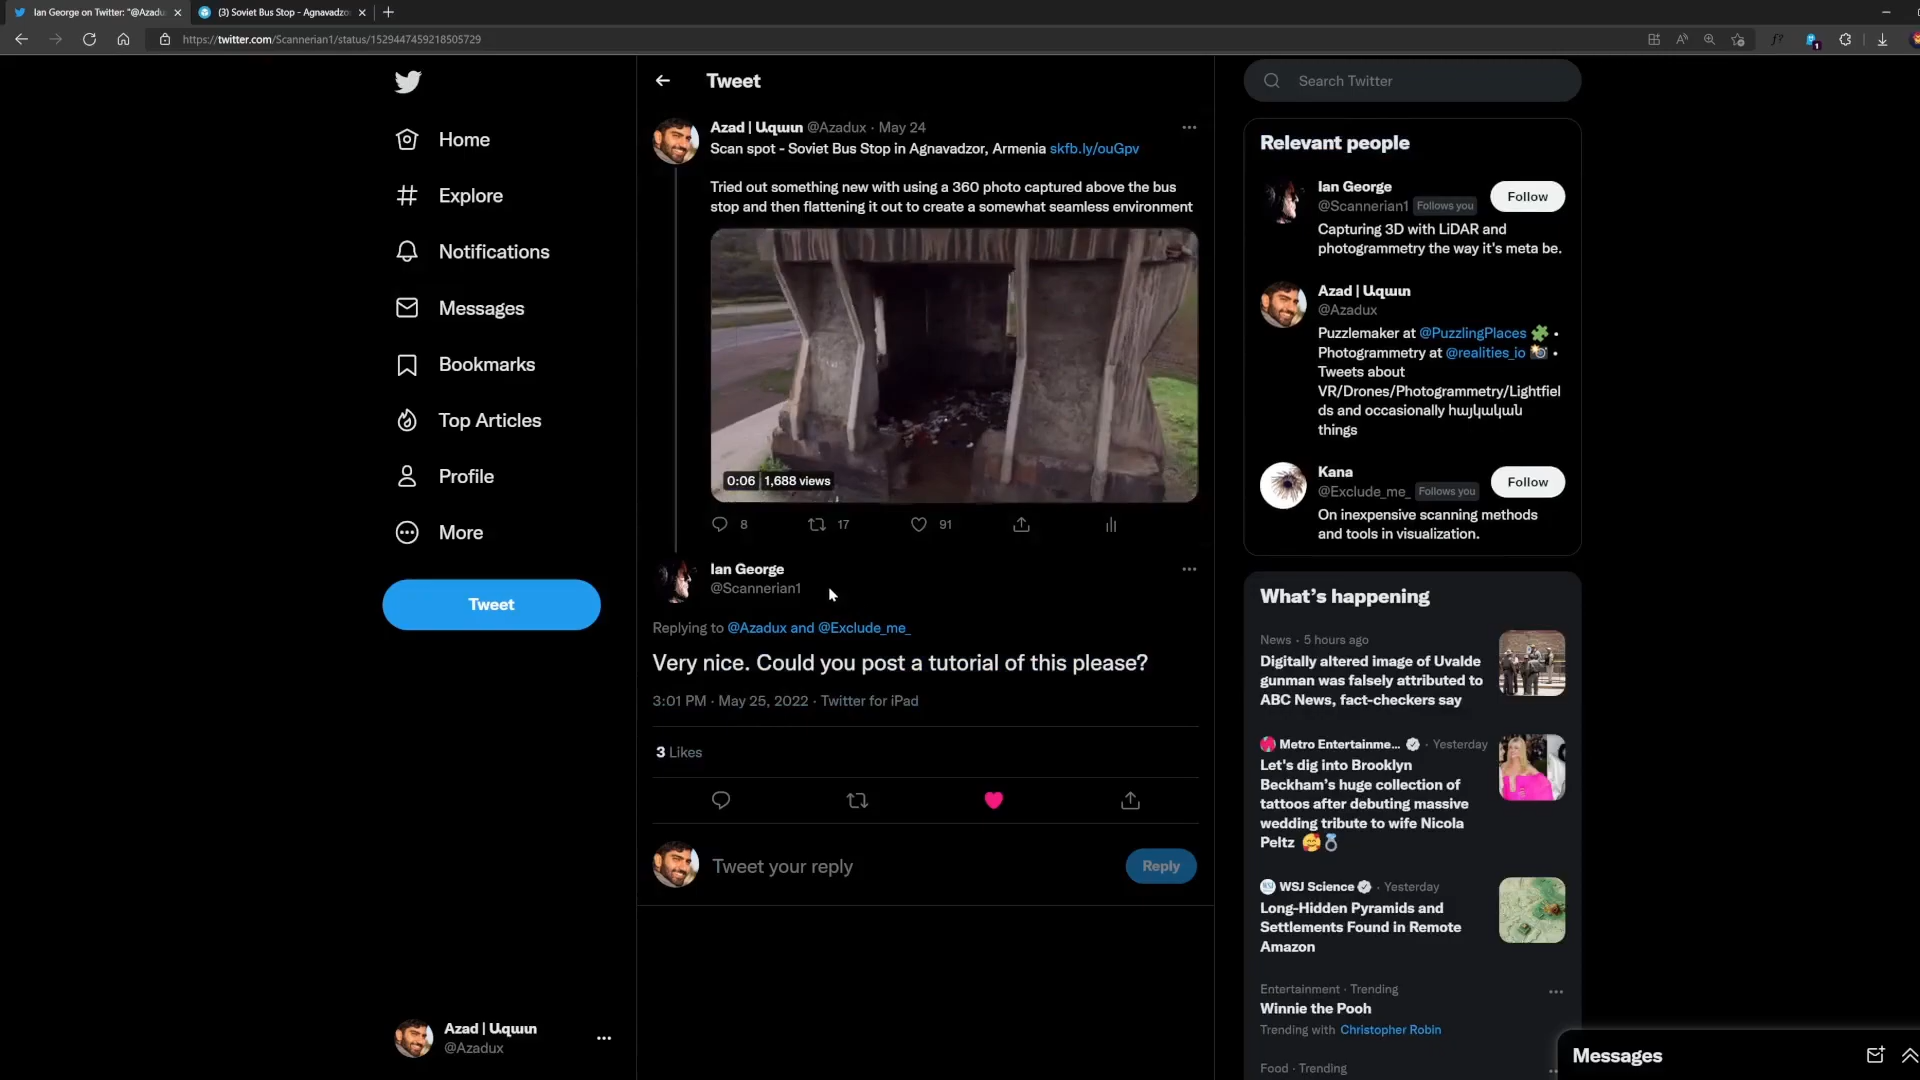 Ian George on Twitter: "@Azadu
(3) Soviet Bus Stop - Agnavadzo
https://twitter.com/Scannerian1/status/1529447459218505729
Home
Explore
Notifications
Messages
Bookmarks
Top Articles
Profile
More
Tweet
Azad | Ազատ
@Azadux
Tweet
Azad | Ազատ @Azadux · May 24
Scan spot - Soviet Bus Stop in Agnavadzor, Armenia skfb.ly/ouGpv
Tried out something new with using a 360 photo captured above the bus
stop and then flattening it out to create a somewhat seamless environment
0:06 1,688 views
8 17 91
Ian George
@Scannerian1
Replying to @Azadux and @Exclude_me_
Very nice. Could you post a tutorial of this please?
3:01 PM · May 25, 2022 · Twitter for iPad
3 Likes
Tweet your reply
Reply
Search Twitter
Relevant people
Ian George
@Scannerian1 Follows you
Follow
Capturing 3D with LiDAR and
photogrammetry the way it's meta be.
Azad | Ազատ
@Azadux
Puzzlemaker at @PuzzlingPlaces 🧩 •
Photogrammetry at @realities_io 📸 •
Tweets about
VR/Drones/Photogrammetry/Lightfiel
ds and occasionally հայկական
things
Kana
@Exclude_me_ Follows you
Follow
On inexpensive scanning methods
and tools in visualization.
What's happening
News · 5 hours ago
Digitally altered image of Uvalde
gunman was falsely attributed to
ABC News, fact-checkers say
Metro Entertainme... · Yesterday
Let's dig into Brooklyn
Beckham's huge collection of
tattoos after debuting massive
wedding tribute to wife Nicola
Peltz 🥰💍
WSJ Science · Yesterday
Long-Hidden Pyramids and
Settlements Found in Remote
Amazon
Entertainment · Trending
Winnie the Pooh
Trending with Christopher Robin
Food · Trending
Messages